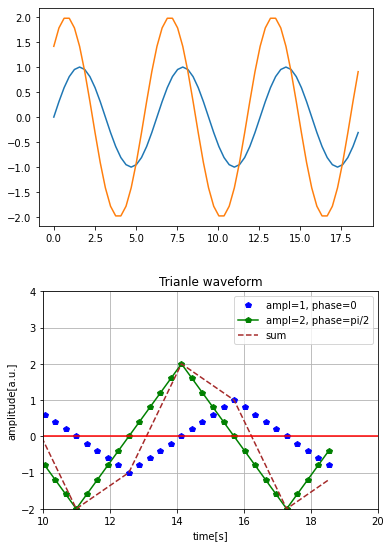 2.0
1.5
1.0
0.5
0.0
−0.5
−1.0
−1.5
−2.0
0.0 2.5 5.0 7.5 10.0 12.5 15.0 17.5
Trianle waveform
ampl=1, phase=0
ampl=2, phase=pi/2
sum
4
3
2
1
0
−1
−2
amplitude[a.u.]
10 12 14 16 18 20
time[s]